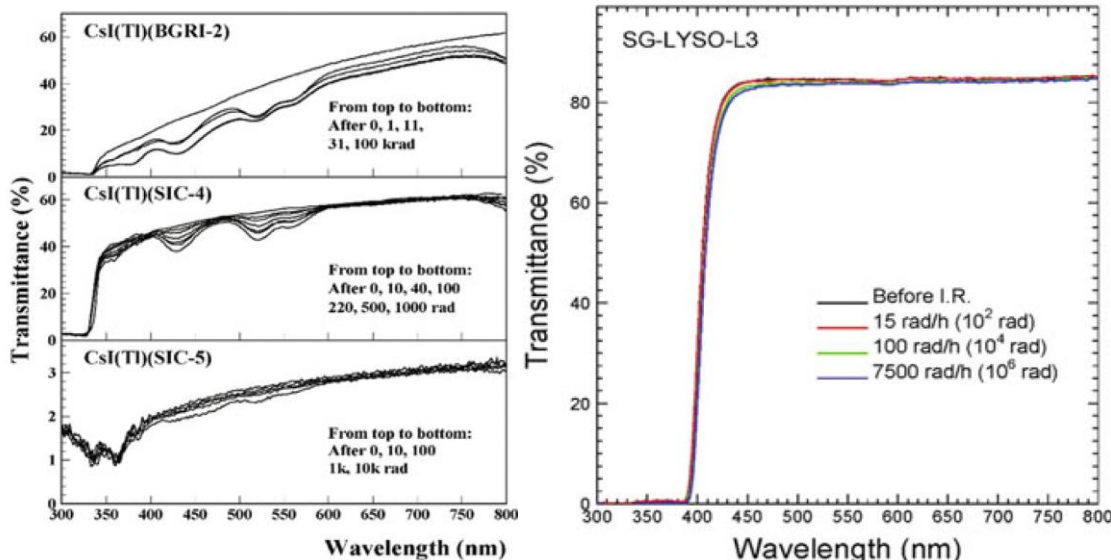 CsI(Tl)(BGRI-2)
60
40
20
0
From top to bottom:
After 0, 1, 11,
31, 100 krad
CsI(Tl)(SIC-4)
60
40
20
0
From top to bottom:
After 0, 10, 40, 100
220, 500, 1000 rad
CsI(Tl)(SIC-5)
3
2
1
0
From top to bottom:
After 0, 10, 100
1k, 10k rad
Transmittance (%)
300 350 400 450 500 550 600 650 700 750 800
Wavelength (nm)
SG-LYSO-L3
80
60
40
20
0
Transmittance (%)
Before I.R.
15 rad/h (10² rad)
100 rad/h (10⁴ rad)
7500 rad/h (10⁶ rad)
300 350 400 450 500 550 600 650 700 750 800
Wavelength (nm)